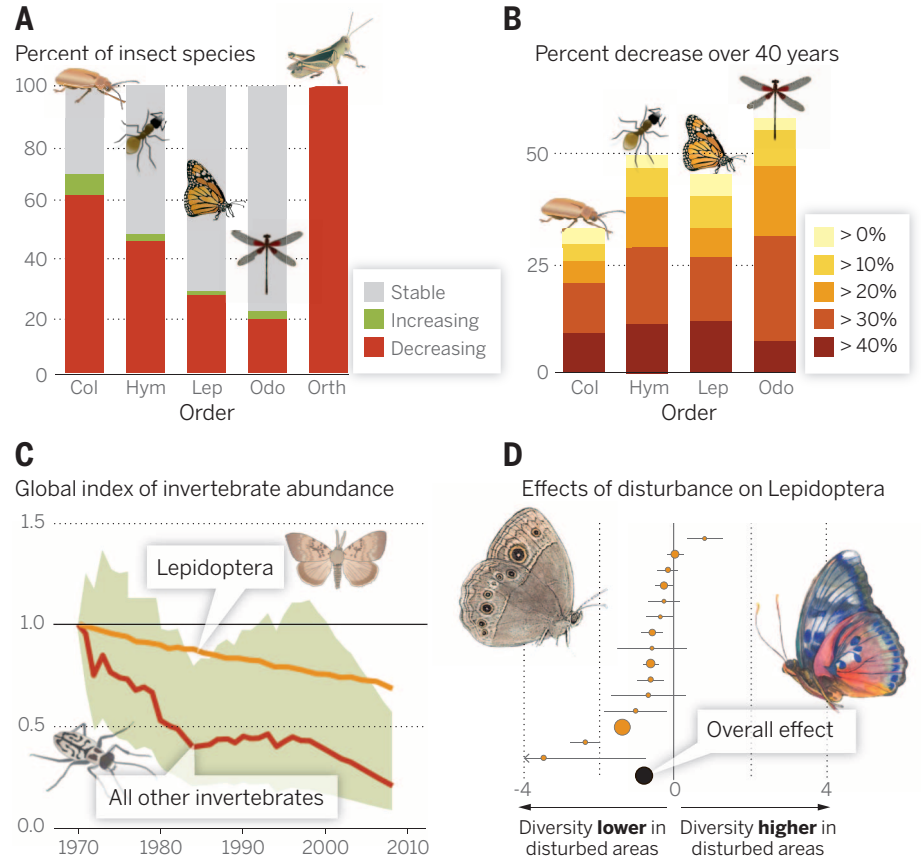 A
Percent of insect species
100
80
60
40
20
0
Col Hym Lep Odo Orth
Order
Stable
Increasing
Decreasing
B
Percent decrease over 40 years
50
25
0
Col Hym Lep Odo
Order
> 0%
> 10%
> 20%
> 30%
> 40%
C
Global index of invertebrate abundance
1.5
1.0
0.5
0.0
Lepidoptera
All other invertebrates
1970 1980 1990 2000 2010
D
Effects of disturbance on Lepidoptera
Overall effect
-4 0 4
Diversity lower in
disturbed areas
Diversity higher in
disturbed areas